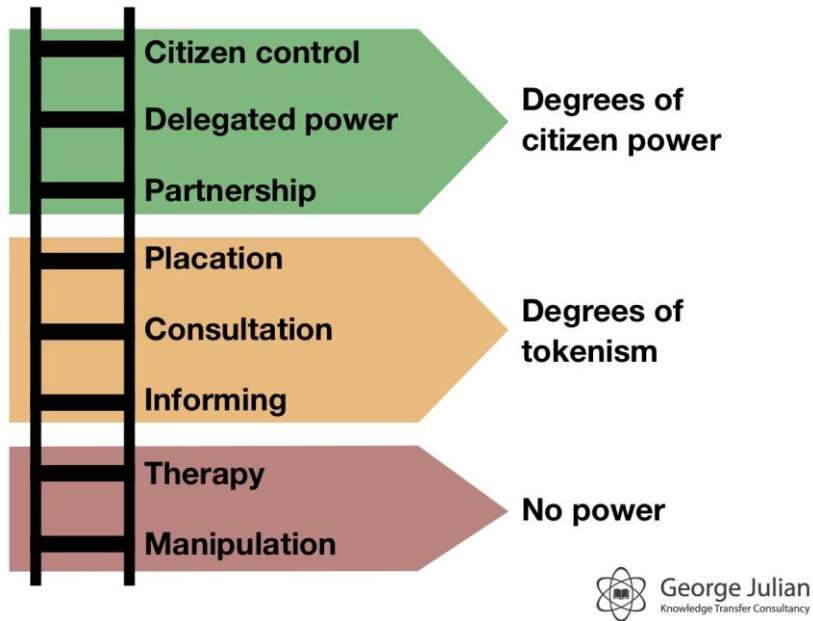 Citizen control
Delegated power
Partnership
Degrees of
citizen power
Placation
Consultation
Informing
Degrees of
tokenism
Therapy
Manipulation
No power
George Julian
Knowledge Transfer Consultancy